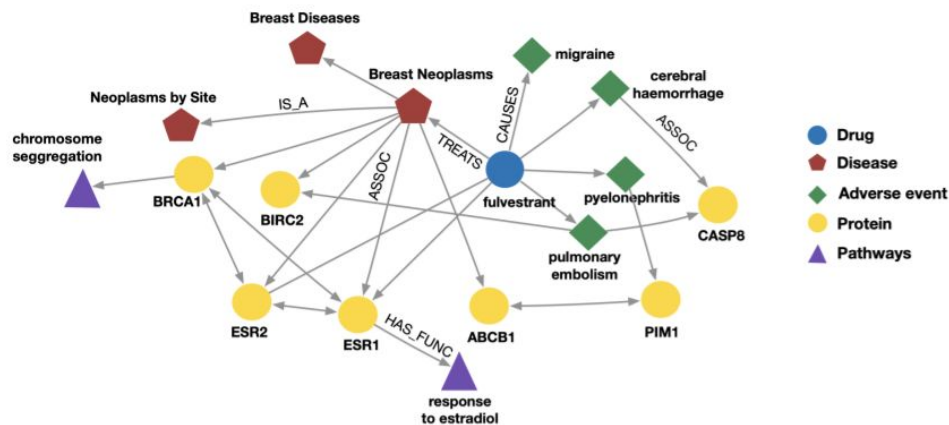 Breast Diseases
migraine
Breast Neoplasms
cerebral
haemorrhage
Neoplasms by Site
IS_A
CAUSES
ASSOC
chromosome
seggregation
TREATS
Drug
Disease
Adverse event
Protein
Pathways
ASSOC
BRCA1
BIRC2
fulvestrant
pyelonephritis
CASP8
pulmonary
embolism
ESR2
ESR1
HAS_FUNC
ABCB1
PIM1
response
to estradiol